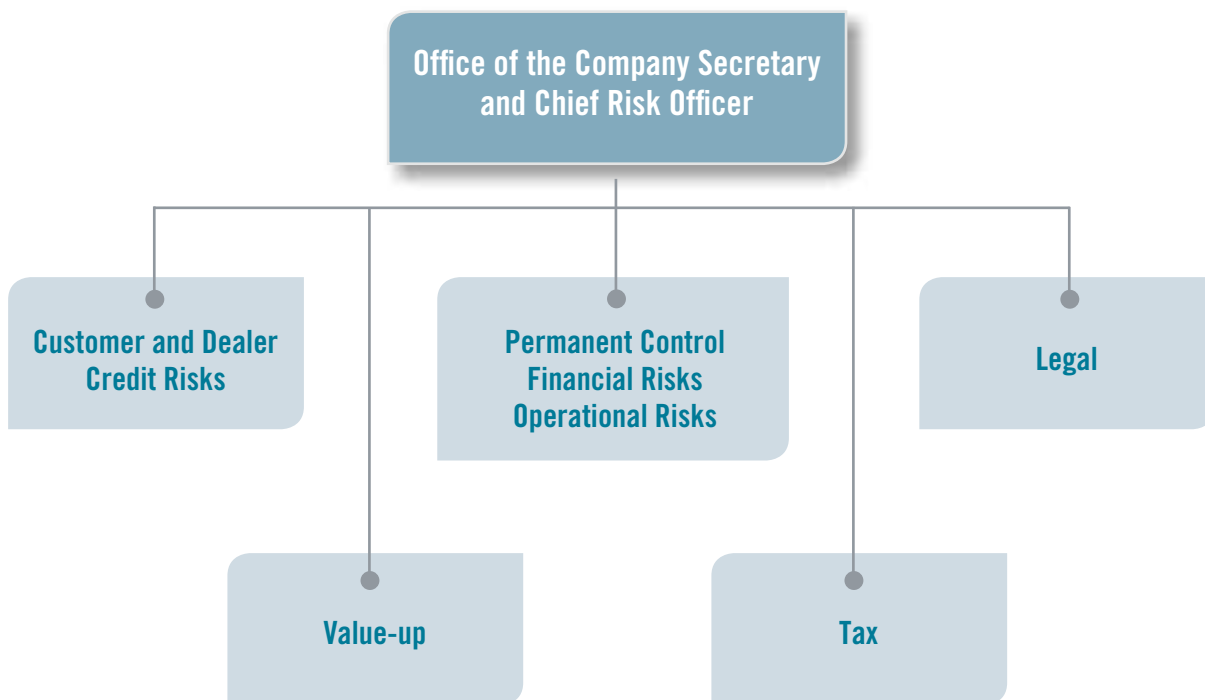 Office of the Company Secretary
and Chief Risk Officer
Customer and Dealer
Credit Risks
Permanent Control
Financial Risks
Operational Risks
Legal
Value-up
Tax